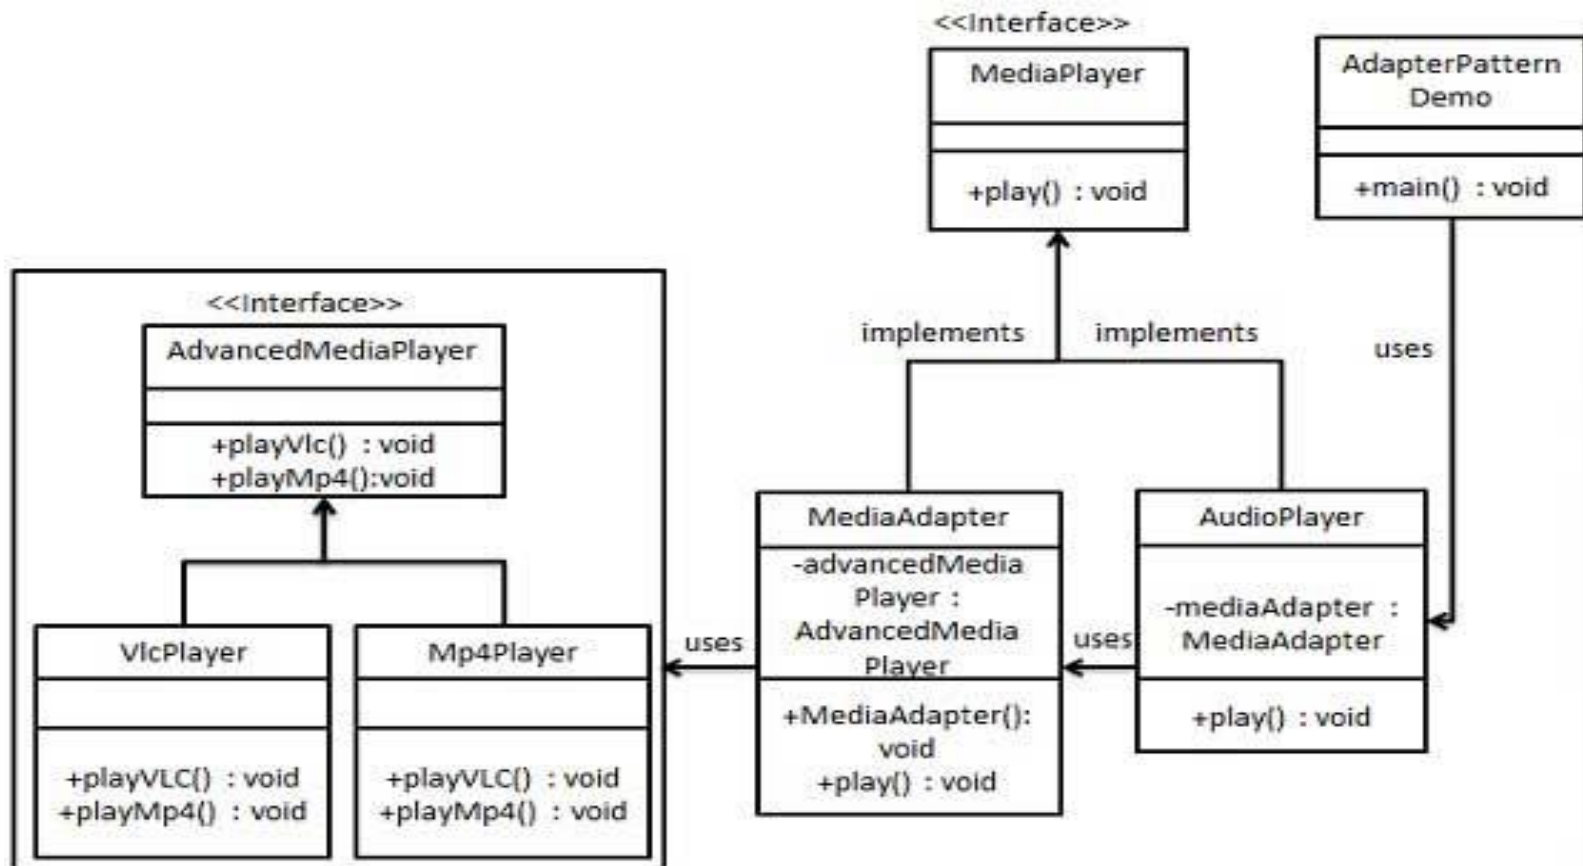 <<Interface>>
MediaPlayer
+play() : void
AdapterPattern
Demo
+main() : void
implements
implements
uses
<<Interface>>
AdvancedMediaPlayer
+playVlc() : void
+playMp4():void
VlcPlayer
+playVLC() : void
+playMp4() : void
Mp4Player
+playVLC() : void
+playMp4() : void
uses
MediaAdapter
-advancedMedia
Player :
AdvancedMedia
Player
+MediaAdapter():
void
+play() : void
uses
AudioPlayer
-mediaAdapter :
MediaAdapter
+play() : void